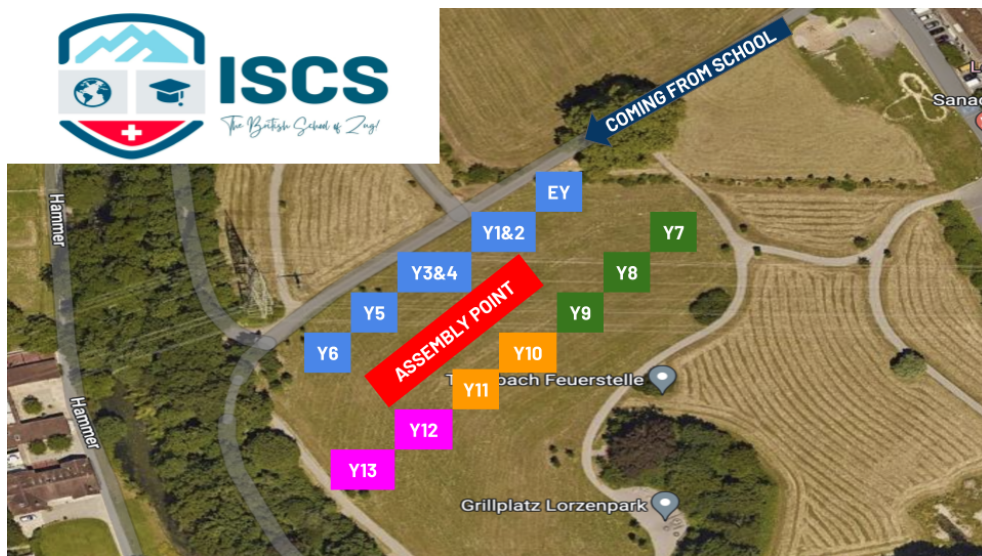 ISCS
The British School of Zug!
COMING FROM SCHOOL
Sanac
EY
Y1&2
Y7
Y3&4
Y8
Y5
Y9
ASSEMBLY POINT
Y6
Y10
Y11
bach Feuerstelle
Y12
Y13
Grillplatz Lorzenpark
Hammer
Hammer